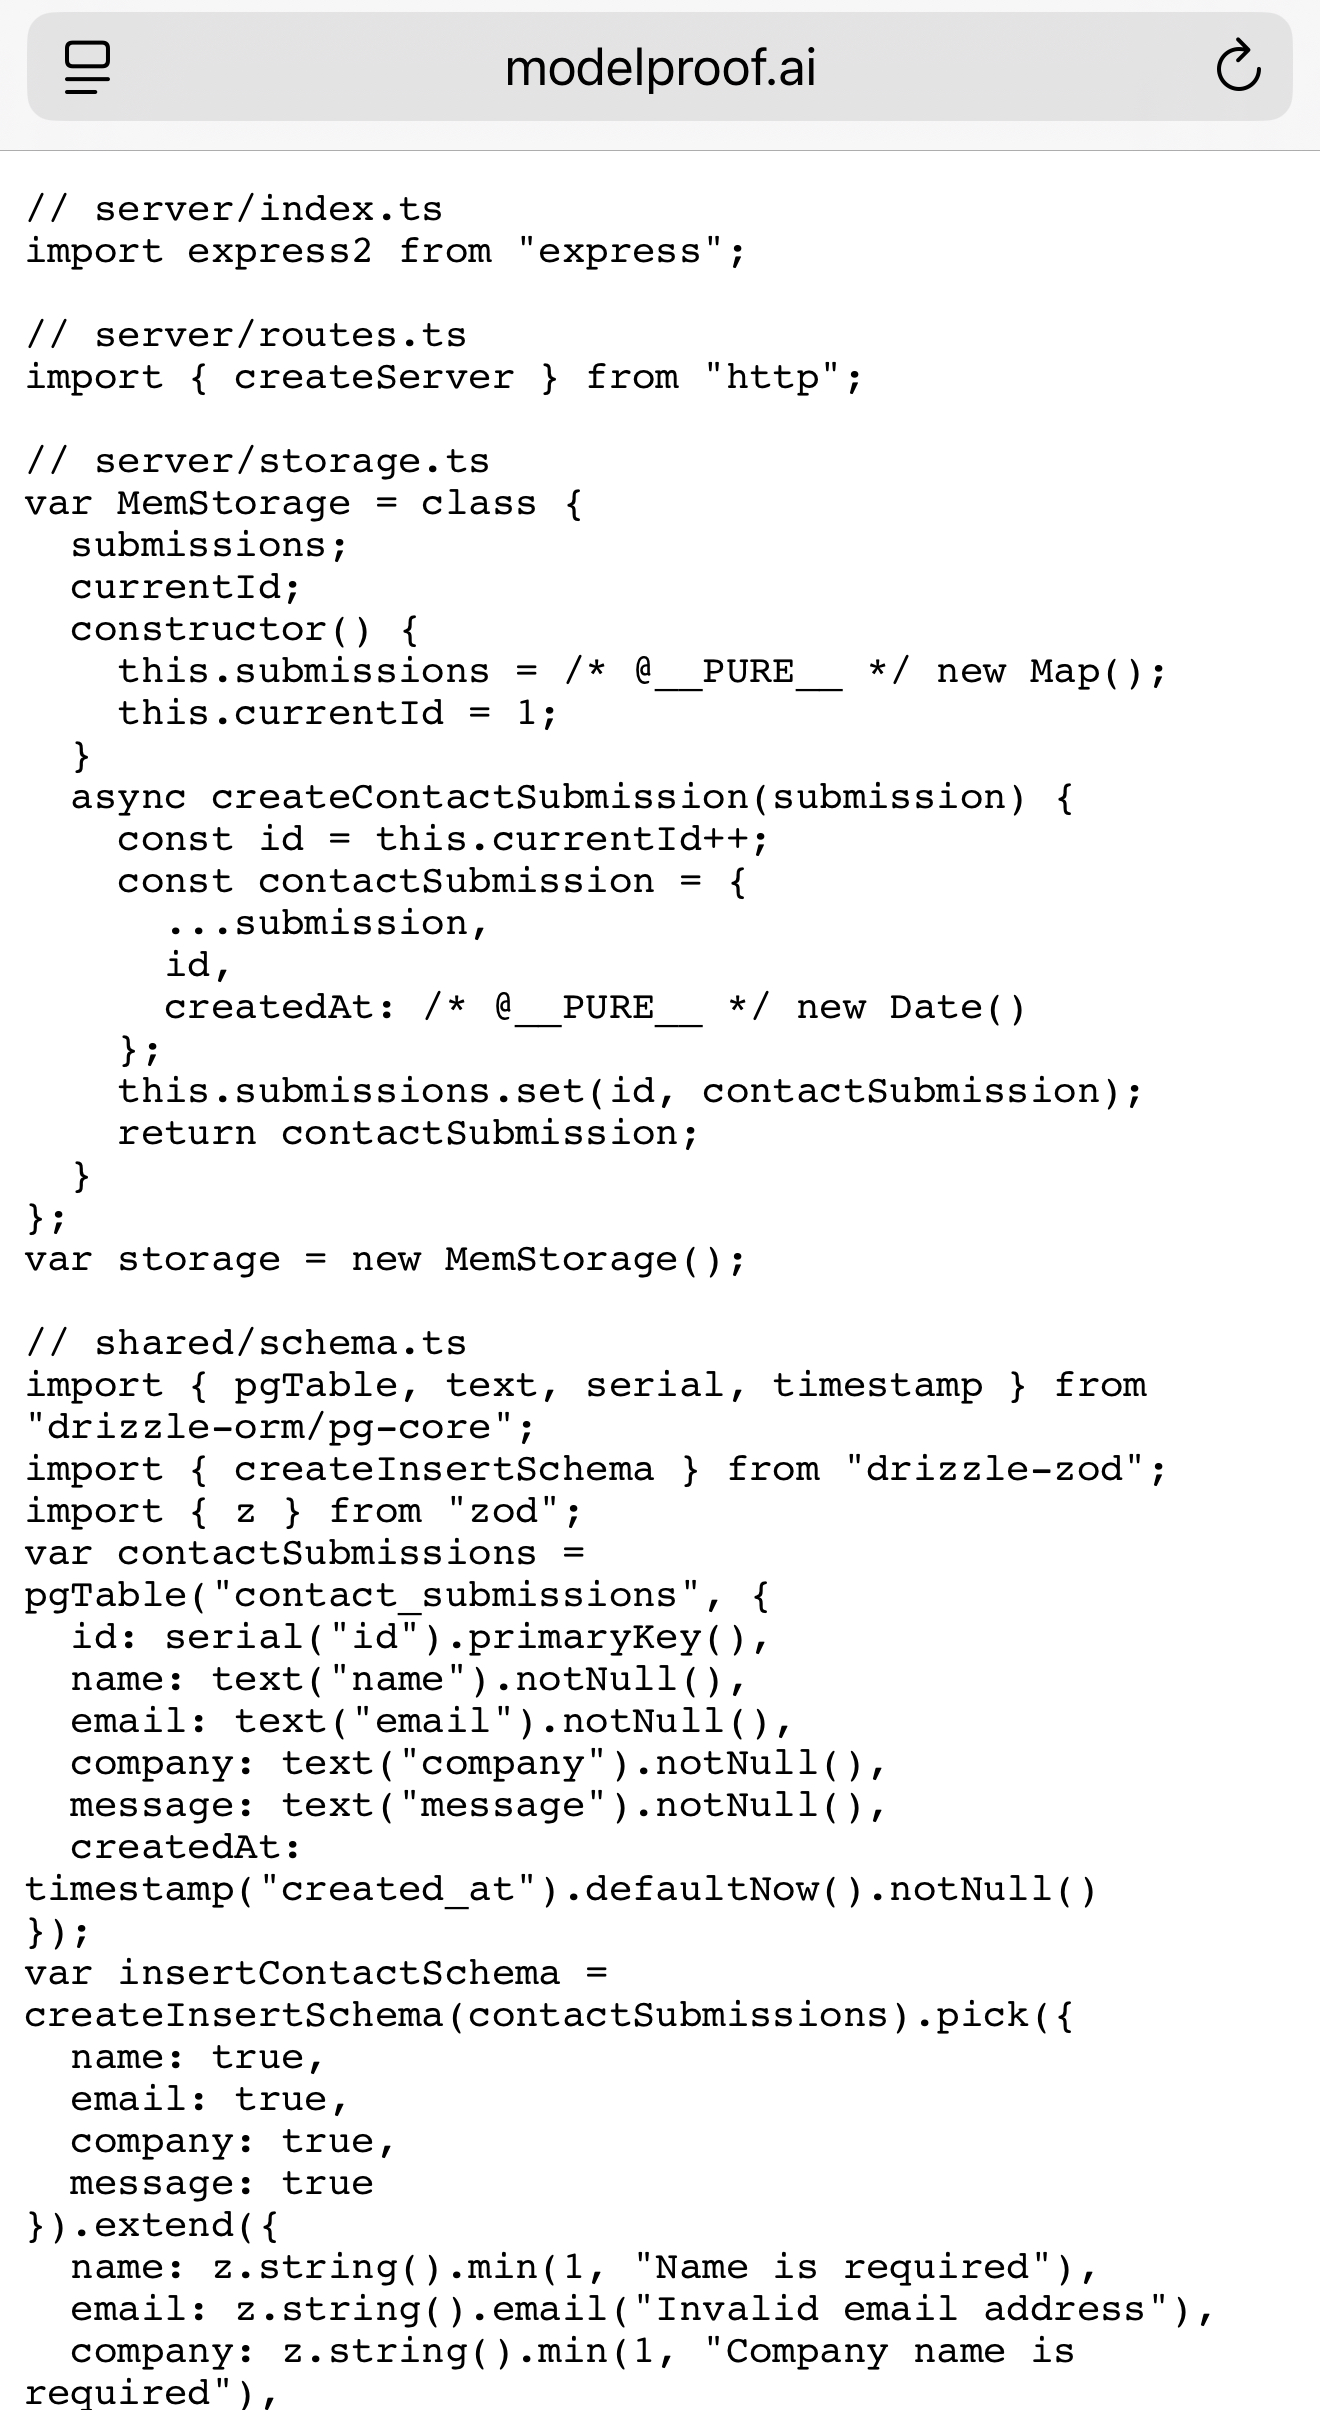 modelproof.ai
// server/index.ts
import express2 from "express";

// server/routes.ts
import { createServer } from "http";

// server/storage.ts
var MemStorage = class {
  submissions;
  currentId;
  constructor() {
    this.submissions = /* @__PURE__ */ new Map();
    this.currentId = 1;
  }
  async createContactSubmission(submission) {
    const id = this.currentId++;
    const contactSubmission = {
      ...submission,
      id,
      createdAt: /* @__PURE__ */ new Date()
    };
    this.submissions.set(id, contactSubmission);
    return contactSubmission;
  }
};
var storage = new MemStorage();

// shared/schema.ts
import { pgTable, text, serial, timestamp } from
"drizzle-orm/pg-core";
import { createInsertSchema } from "drizzle-zod";
import { z } from "zod";
var contactSubmissions =
pgTable("contact_submissions", {
  id: serial("id").primaryKey(),
  name: text("name").notNull(),
  email: text("email").notNull(),
  company: text("company").notNull(),
  message: text("message").notNull(),
  createdAt:
timestamp("created_at").defaultNow().notNull()
});
var insertContactSchema =
createInsertSchema(contactSubmissions).pick({
  name: true,
  email: true,
  company: true,
  message: true
}).extend({
  name: z.string().min(1, "Name is required"),
  email: z.string().email("Invalid email address"),
  company: z.string().min(1, "Company name is
required"),